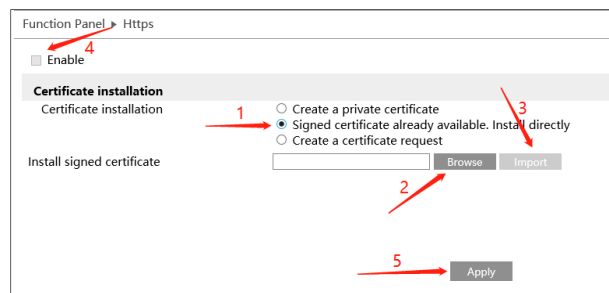 Function Panel ▶ Https
4
Enable
Certificate installation
Certificate installation
1
Create a private certificate
3
Signed certificate already available. Install directly
Create a certificate request
Install signed certificate
Browse
Import
2
5
Apply